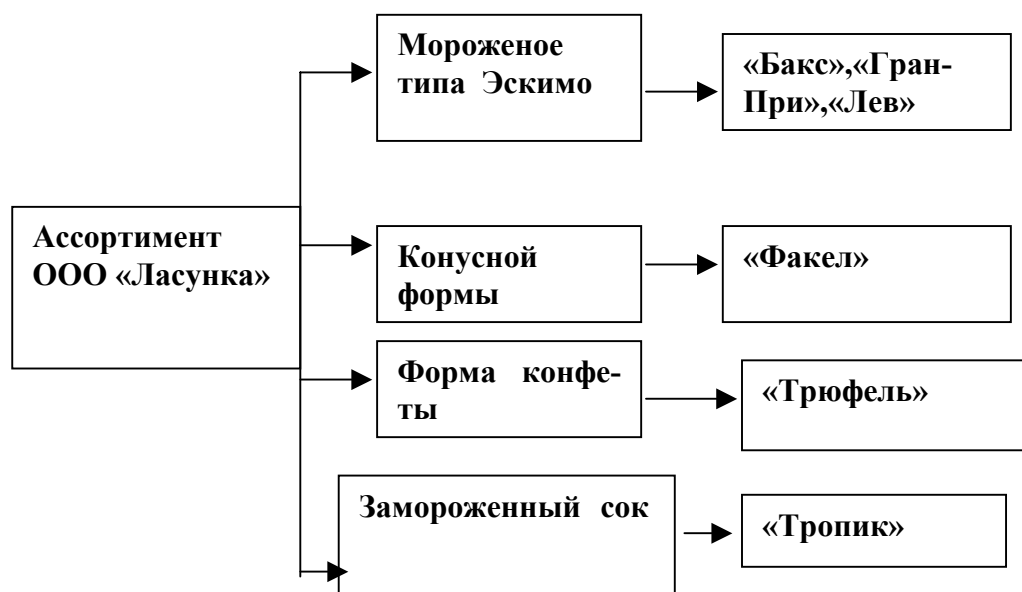 Мороженое
типа Эскимо
«Бакс»,«Гран-
При»,«Лев»
Ассортимент
ООО «Ласунка»
Конусной
формы
«Факел»
Форма конфе-
ты
«Трюфель»
Замороженный сок
«Тропик»